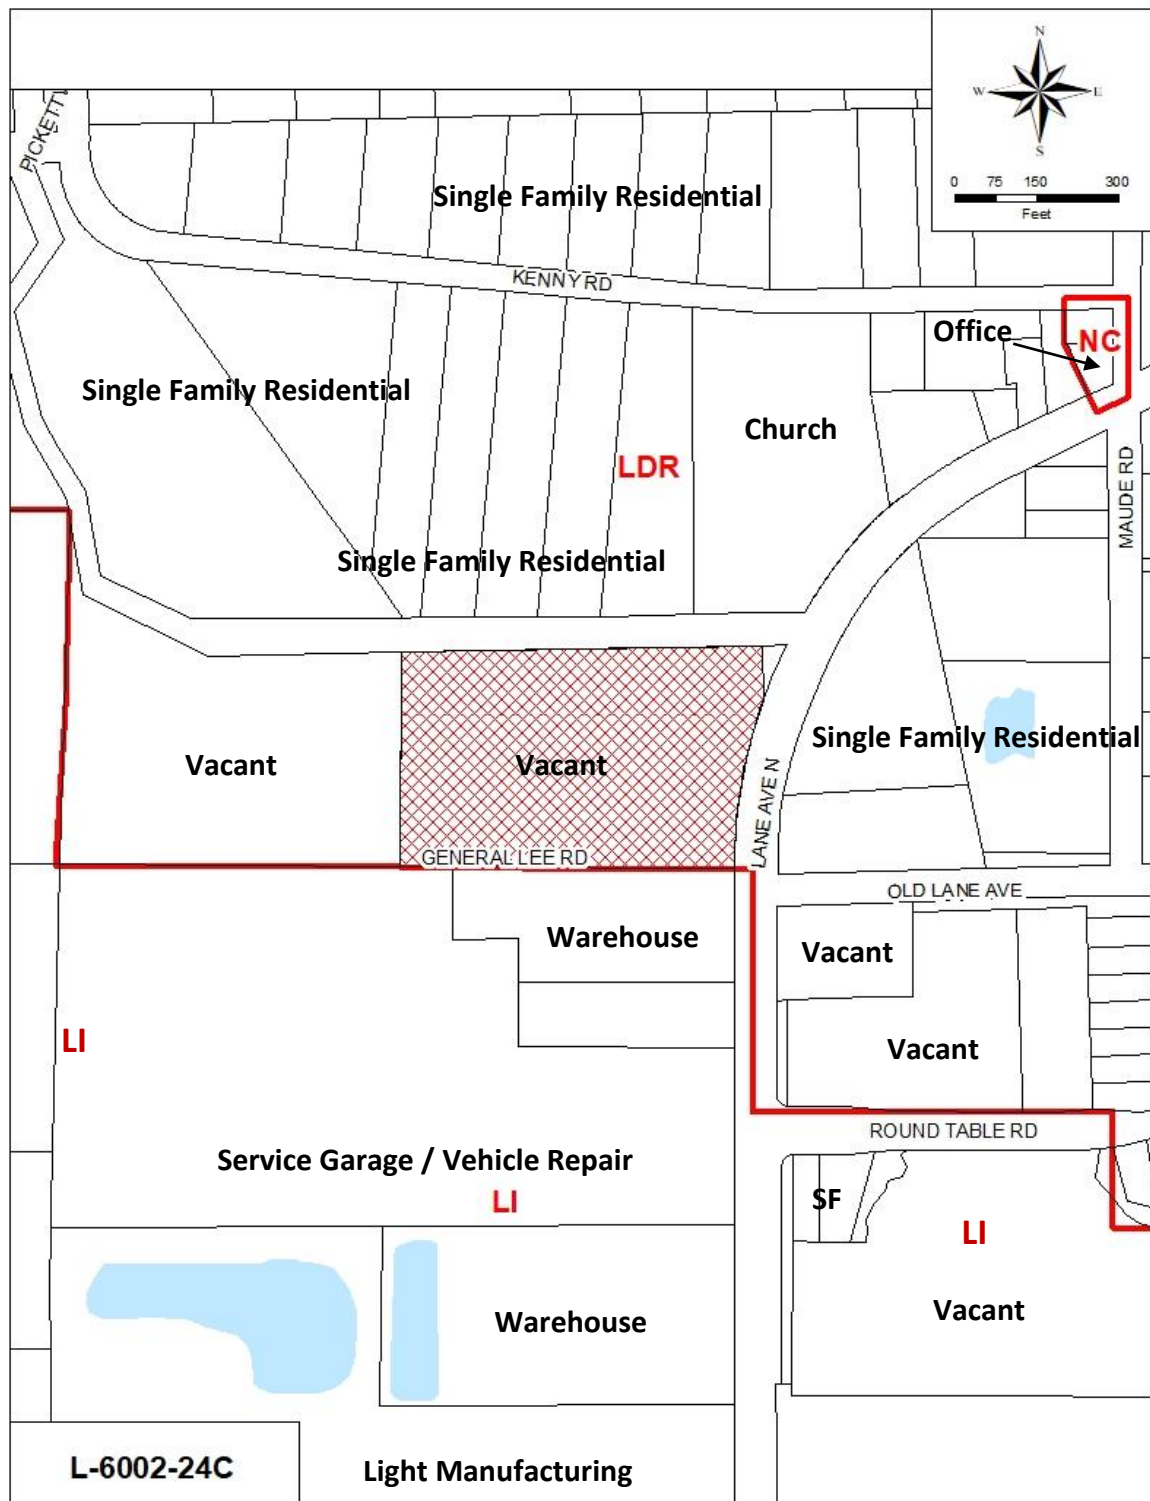 N
W
E
S
0 75 150 300
Feet
PICKETT
Single Family Residential
KENNY RD
Office
NC
Single Family Residential
Church
LDR
MAUDE RD
Single Family Residential
Vacant
Vacant
Single Family Residential
LANE AVE N
GENERAL LEE RD
OLD LANE AVE
Warehouse
Vacant
LI
Vacant
ROUND TABLE RD
Service Garage / Vehicle Repair
LI
SF
LI
Warehouse
Vacant
L-6002-24C
Light Manufacturing